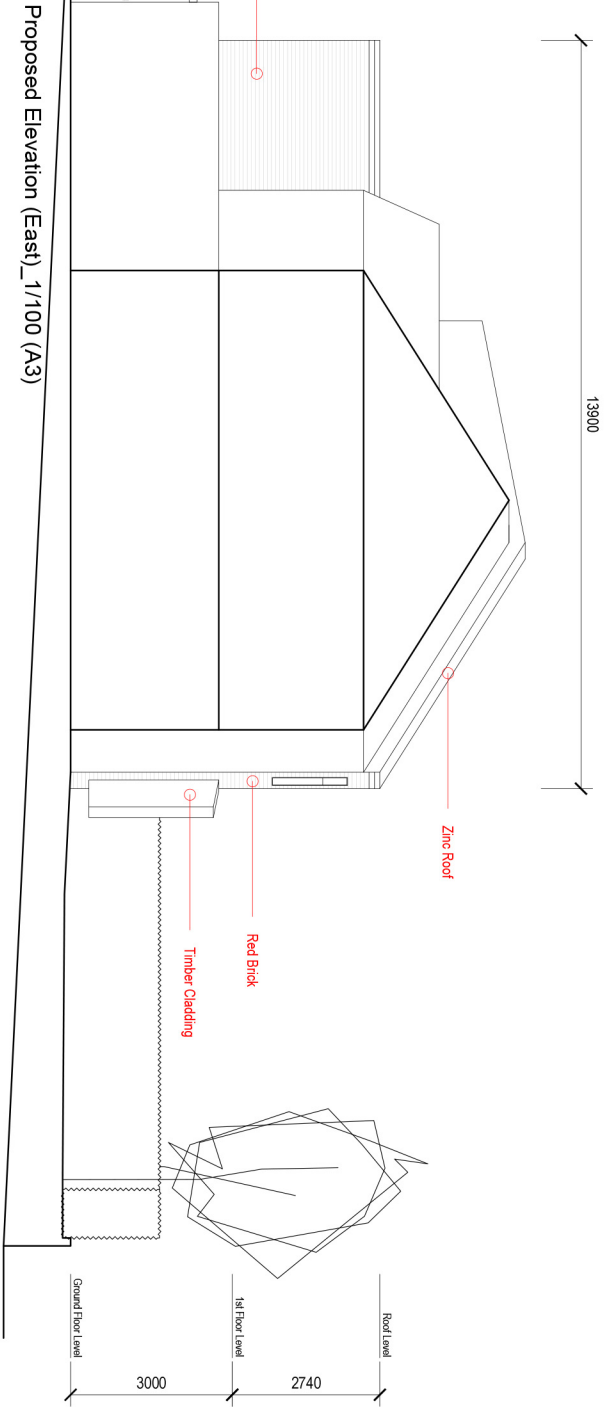 13900
Zinc Roof
Red Brick
Timber Cladding
Roof Level
1st Floor Level
Ground Floor Level
2740
3000
Proposed Elevation (East)_1/100 (A3)